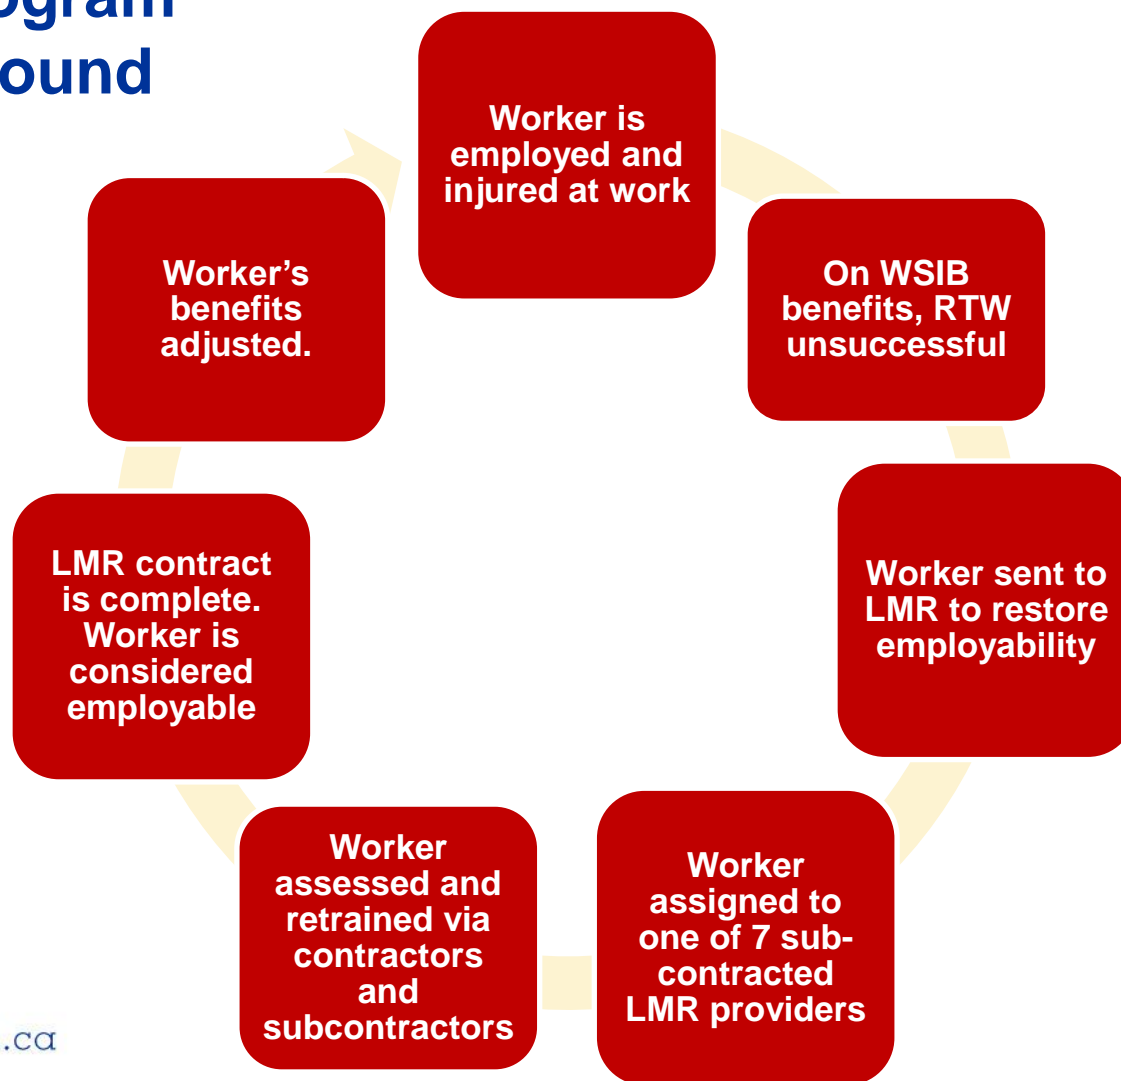 ound
Worker is
employed and
injured at work
On WSIB
benefits, RTW
unsuccessful
Worker sent to
LMR to restore
employability
Worker
assigned to
one of 7 sub-
contracted
LMR providers
Worker
assessed and
retrained via
contractors
and
subcontractors
LMR contract
is complete.
Worker is
considered
employable
Worker’s
benefits
adjusted.
.ca